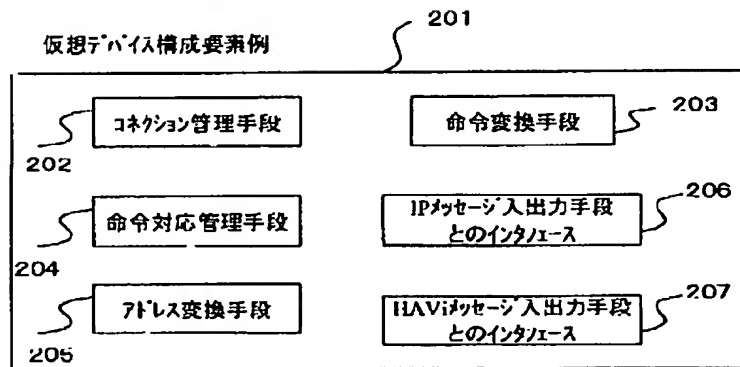 仮想デバイス構成要素例
201
コネクション管理手段
202
命令変換手段
203
命令対応管理手段
204
IPメッセージ入出力手段
とのインタフェース
206
アドレス変換手段
205
HAViメッセージ入出力手段
とのインタフェース
207